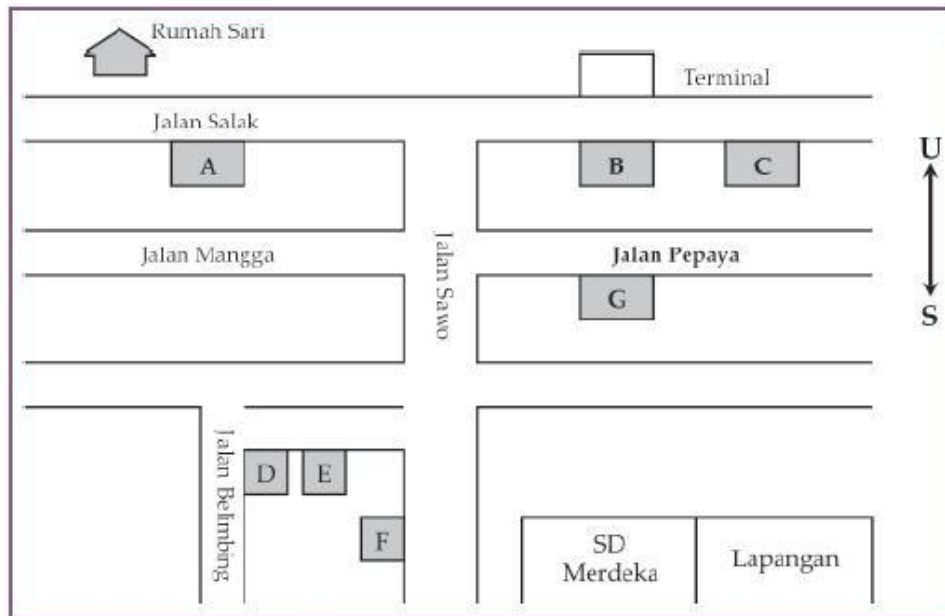 Rumah Sari
Terminal
Jalan Salak
A
B
C
U
Jalan Mangga
Jalan Sawo
Jalan Pepaya
G
S
Jalan Belimbing
D
E
F
SD
Merdeka
Lapangan